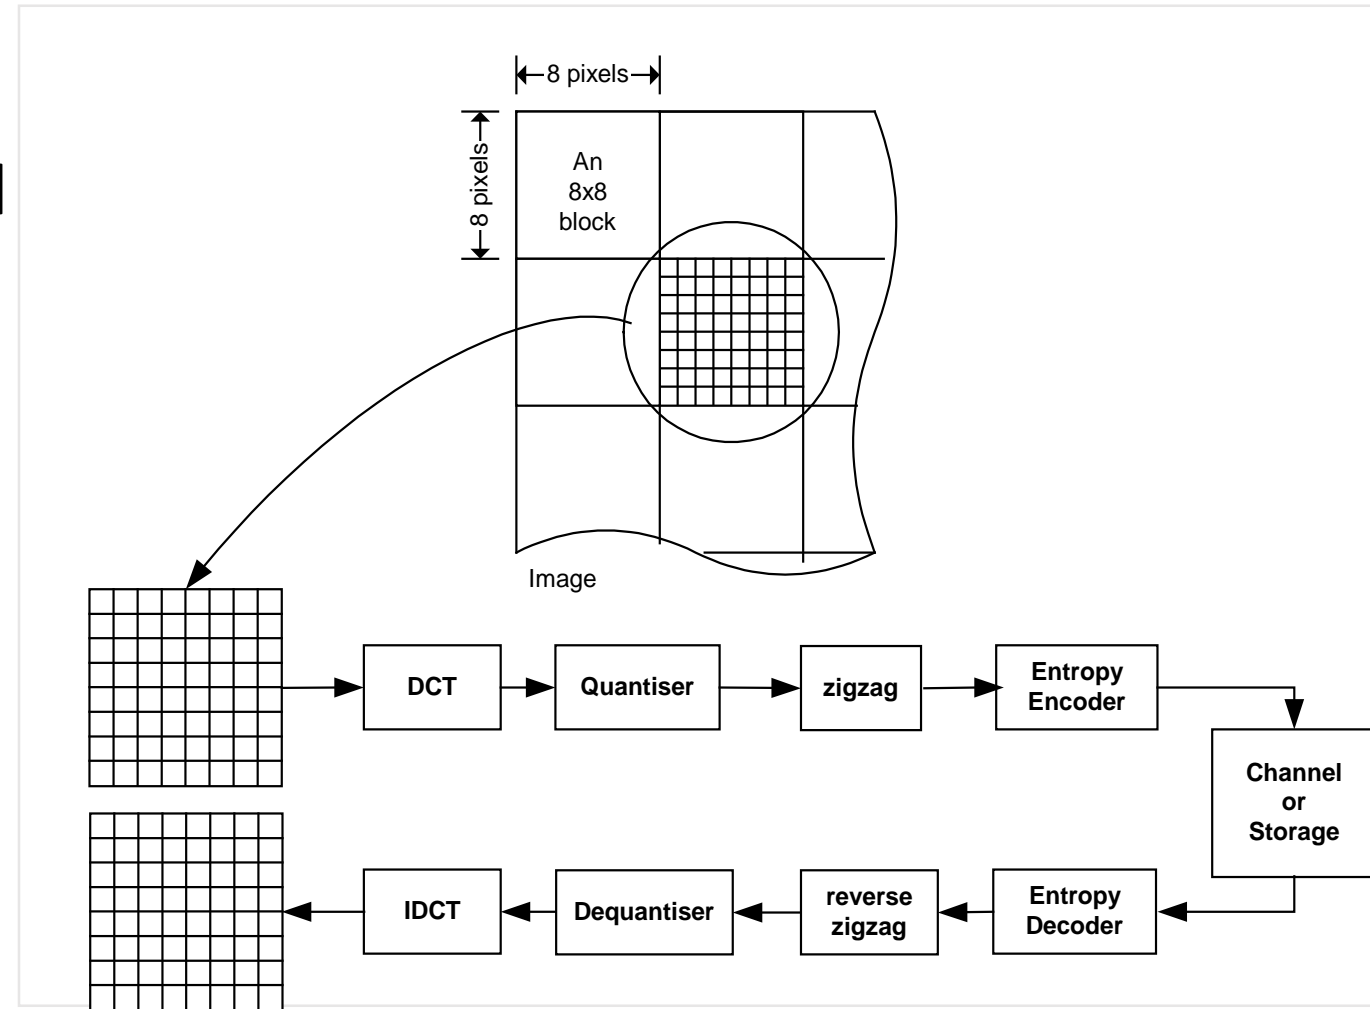 8 pixels
8 pixels
An
8x8
block
Image
DCT
Quantiser
zigzag
Entropy
Encoder
Channel
or
Storage
IDCT
Dequantiser
reverse
zigzag
Entropy
Decoder